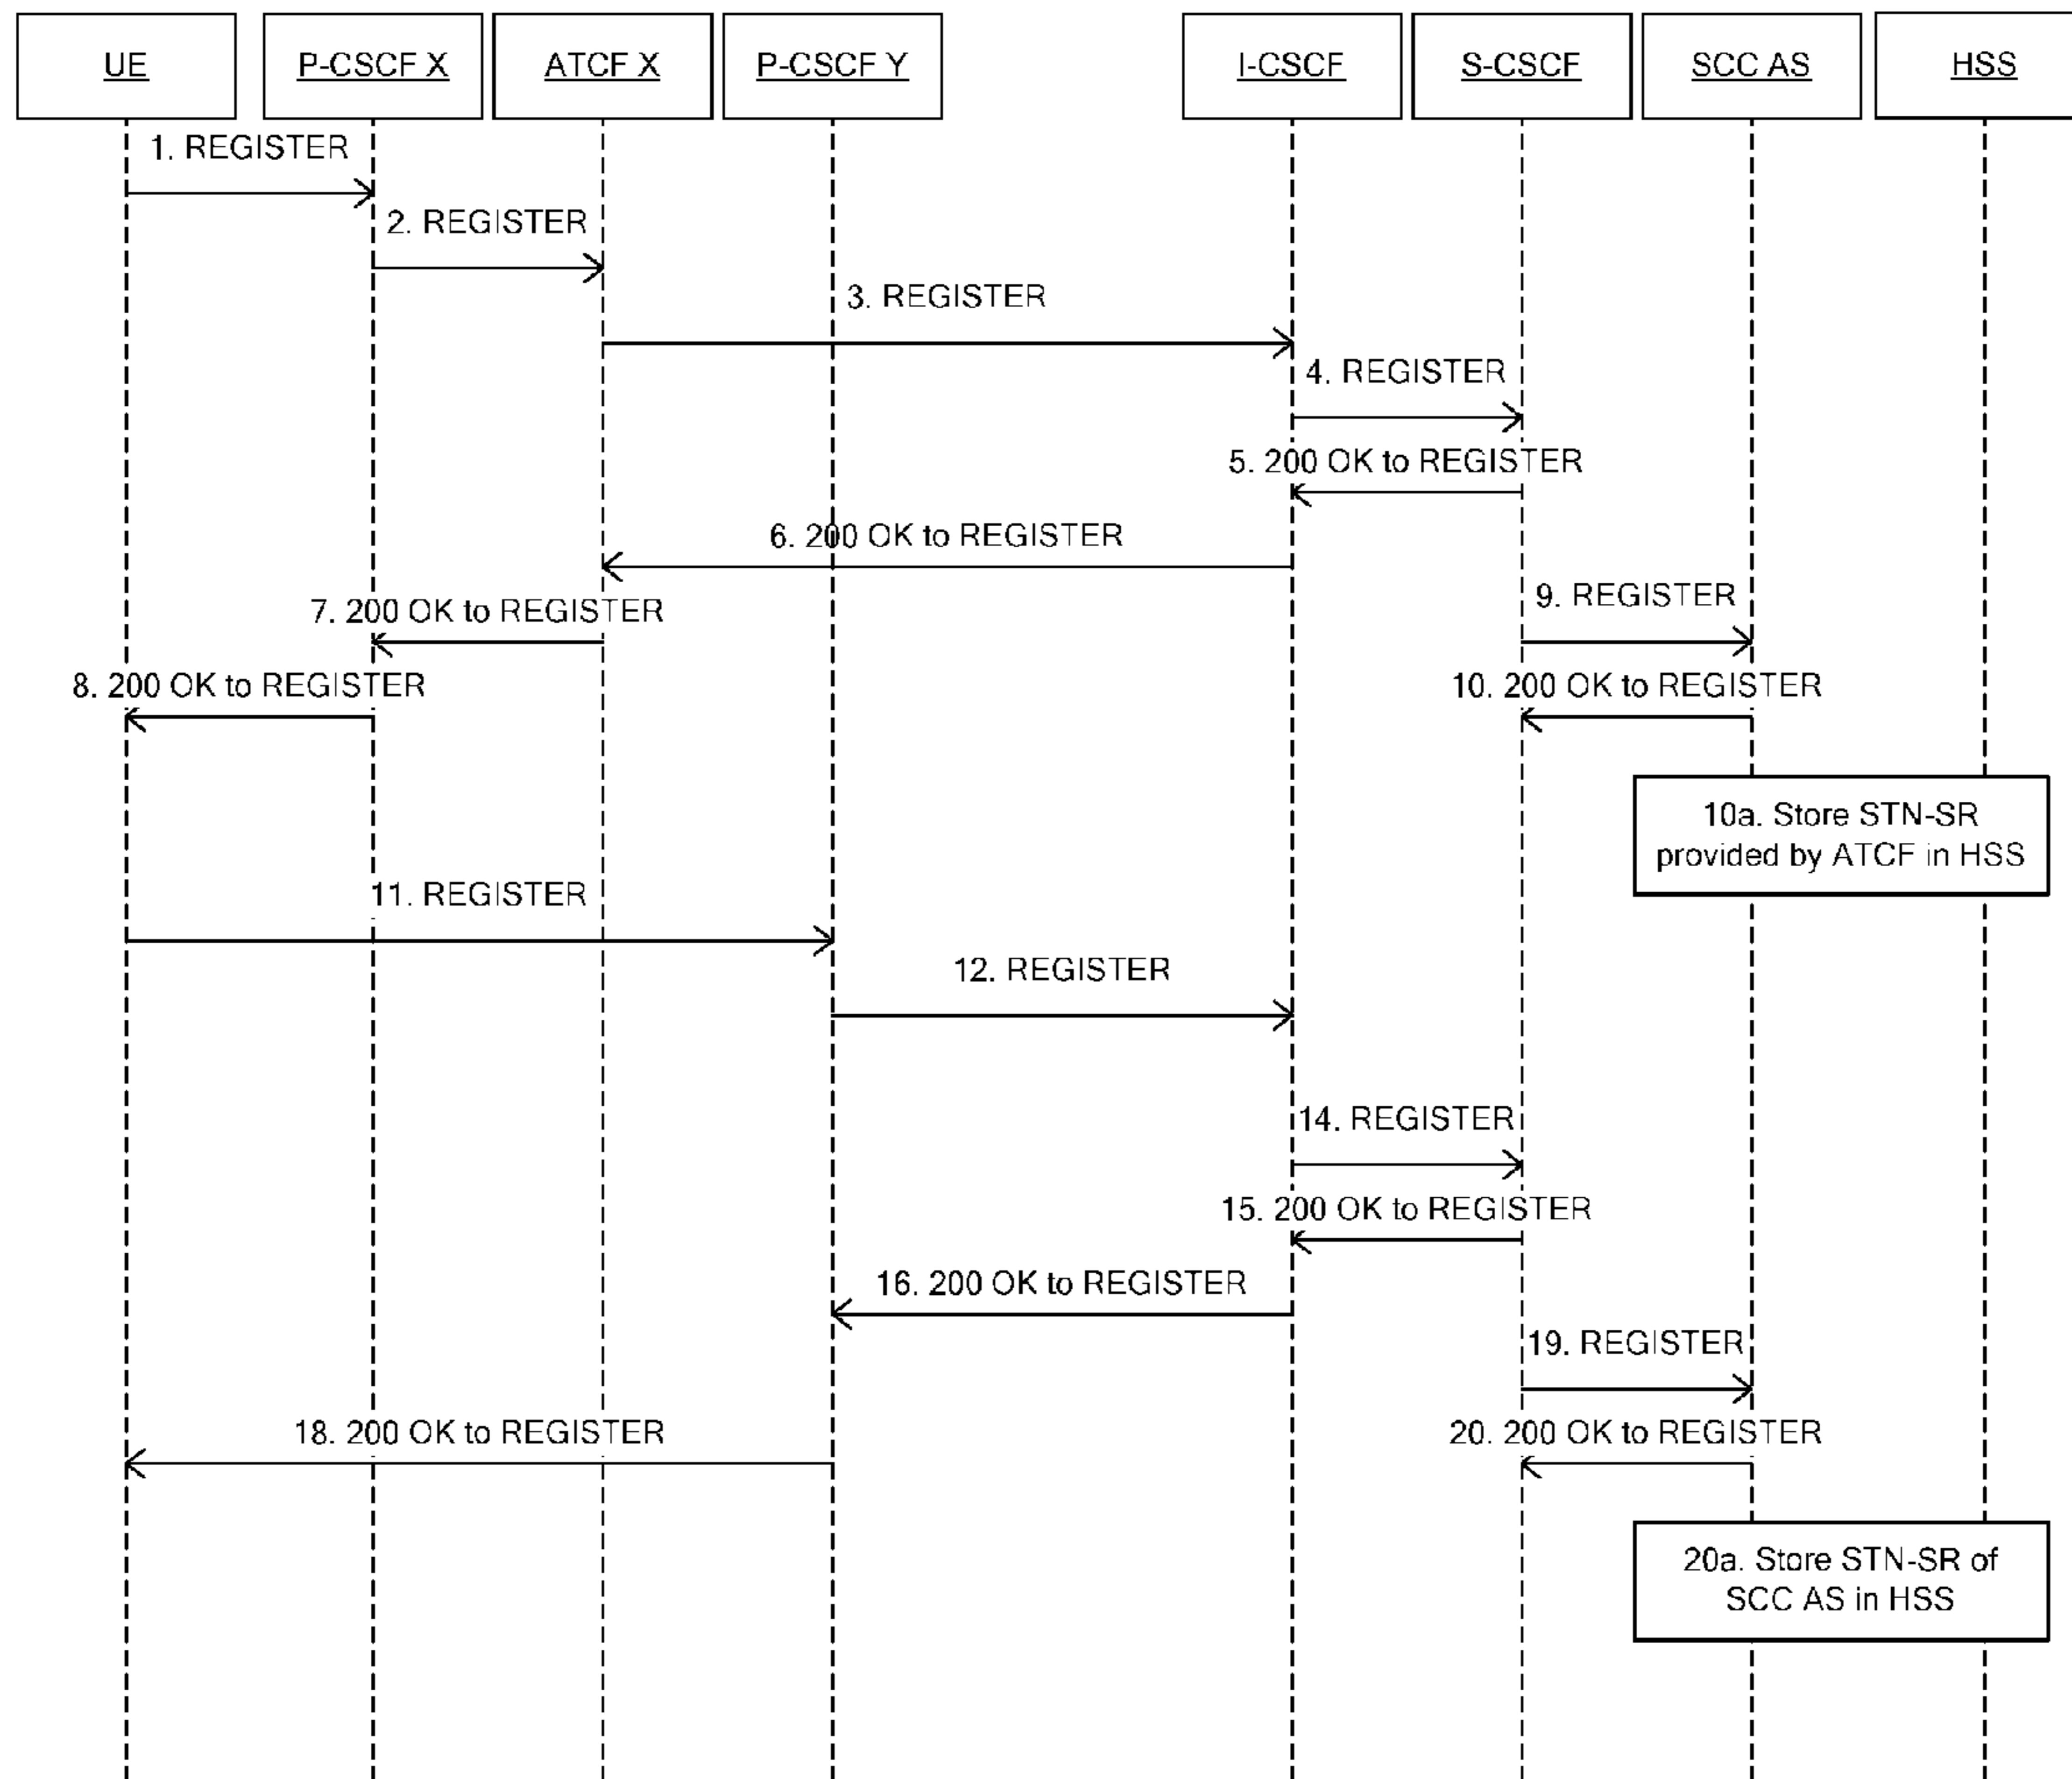 UE
P-CSCF X
ATCF X
P-CSCF Y
I-CSCF
S-CSCF
SCC AS
HSS
1. REGISTER
2. REGISTER
3. REGISTER
4. REGISTER
5. 200 OK to REGISTER
6. 200 OK to REGISTER
9. REGISTER
7. 200 OK to REGISTER
8. 200 OK to REGISTER
10. 200 OK to REGISTER
10a. Store STN-SR
provided by ATCF in HSS
11. REGISTER
12. REGISTER
14. REGISTER
15. 200 OK to REGISTER
16. 200 OK to REGISTER
19. REGISTER
18. 200 OK to REGISTER
20. 200 OK to REGISTER
20a. Store STN-SR of
SCC AS in HSS